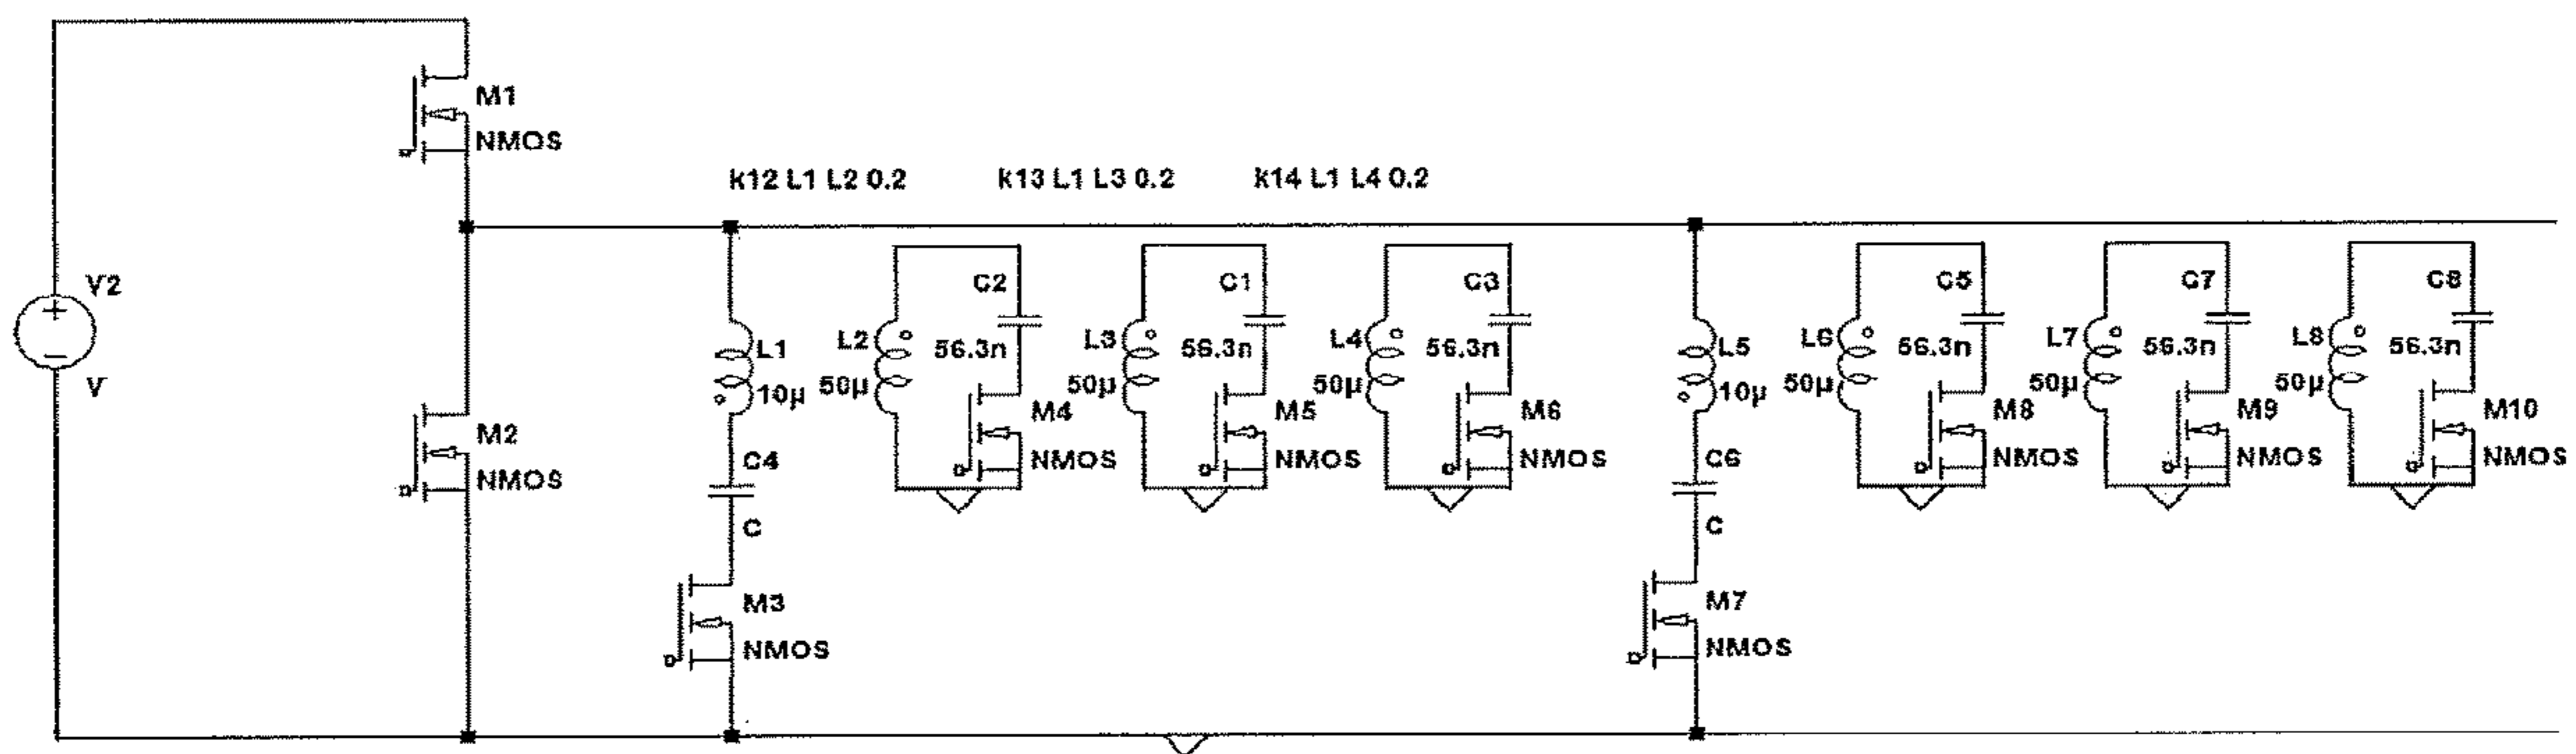 M1
NMOS
k12 L1 L2 0.2
k13 L1 L3 0.2
k14 L1 L4 0.2
V2
V
M2
NMOS
L1
10µ
C4
C
M3
NMOS
L2
50µ
C2
56.3n
M4
NMOS
L3
50µ
C1
56.3n
M5
NMOS
L4
50µ
C3
56.3n
M6
NMOS
L5
10µ
C6
C
M7
NMOS
L6
50µ
C5
56.3n
M8
NMOS
L7
50µ
C7
56.3n
M9
NMOS
L8
50µ
C8
56.3n
M10
NMOS